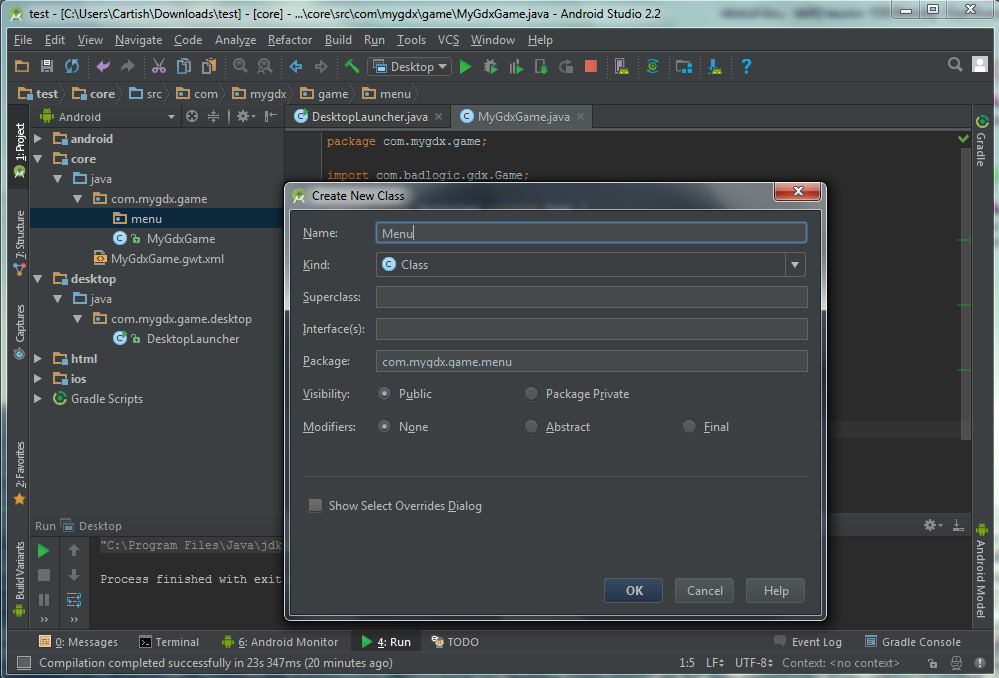 test - [C:\Users\Cartish\Downloads\test] - [core] - ...\core\src\com\mygdx\game\MyGdxGame.java - Android Studio 2.2
File Edit View Navigate Code Analyze Refactor Build Run Tools VCS Window Help
Desktop
test core src com mygdx game menu
Android
DesktopLauncher.java MyGdxGame.java
1: Project
7: Structure
Captures
2: Favorites
Build Variants
android
core
java
com.mygdx.game
menu
MyGdxGame
MyGdxGame.gwt.xml
desktop
java
com.mygdx.game.desktop
DesktopLauncher
html
ios
Gradle Scripts
package com.mygdx.game;
import com.badlogic.gdx.Game;
Create New Class
Name: Menu
Kind: Class
Superclass:
Interface(s):
Package: com.mygdx.game.menu
Visibility: Public Package Private
Modifiers: None Abstract Final
Show Select Overrides Dialog
OK Cancel Help
Gradle
Android Model
Run Desktop
"C:\Program Files\Java\jdk
Process finished with exit
0: Messages Terminal 6: Android Monitor 4: Run TODO Event Log Gradle Console
Compilation completed successfully in 23s 347ms (20 minutes ago) 1:5 LF UTF-8 Context: <no context>